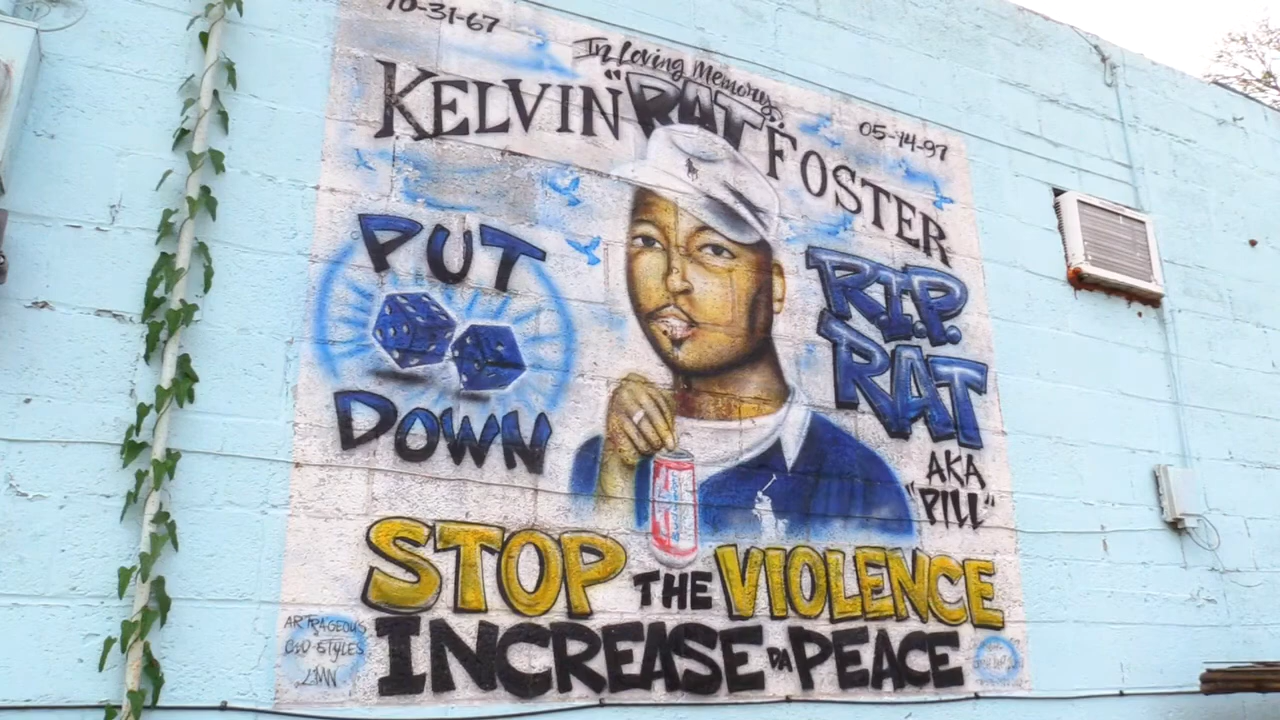 10-31-67
In Loving Memory
KELVIN "RAT" FOSTER
05-14-97
PUT
DOWN
R.I.P.
RAT
AKA
"PILL"
STOP THE VIOLENCE
INCREASE DA PEACE
ARTRAGEOUS